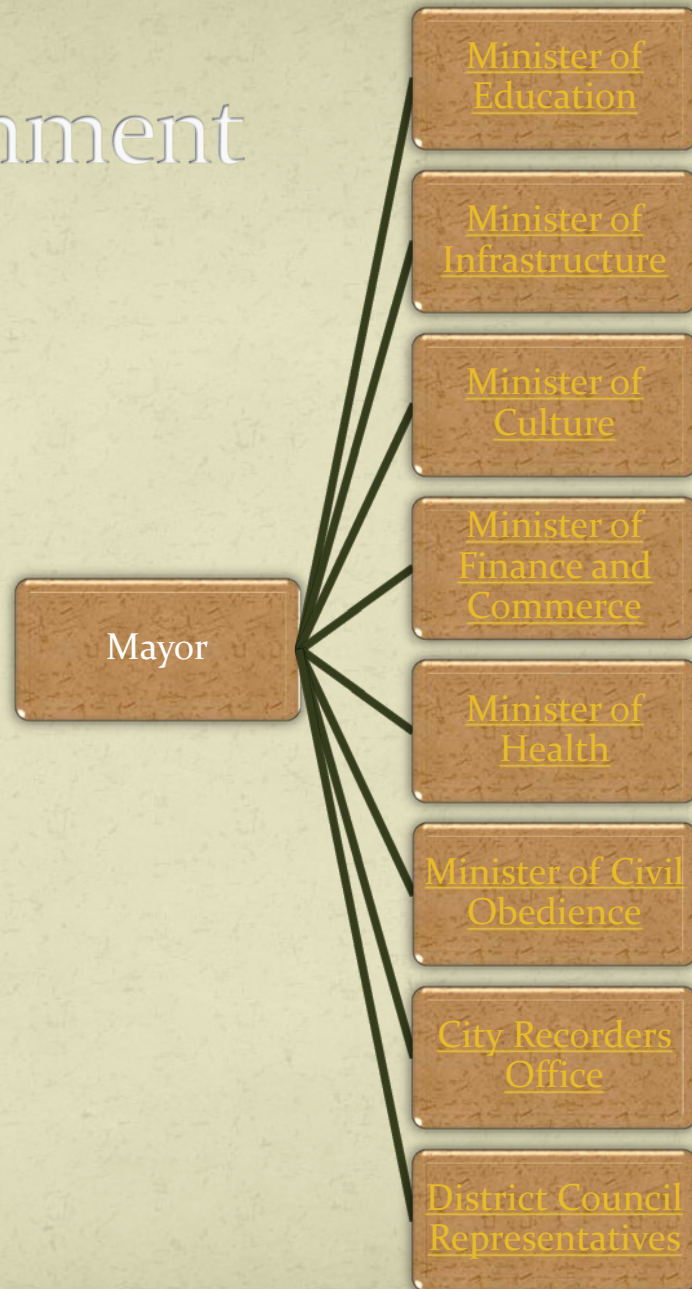 nment
Minister of
Education
Minister of
Infrastructure
Minister of
Culture
Minister of
Finance and
Commerce
Mayor
Minister of
Health
Minister of Civil
Obedience
City Recorders
Office
District Council
Representatives